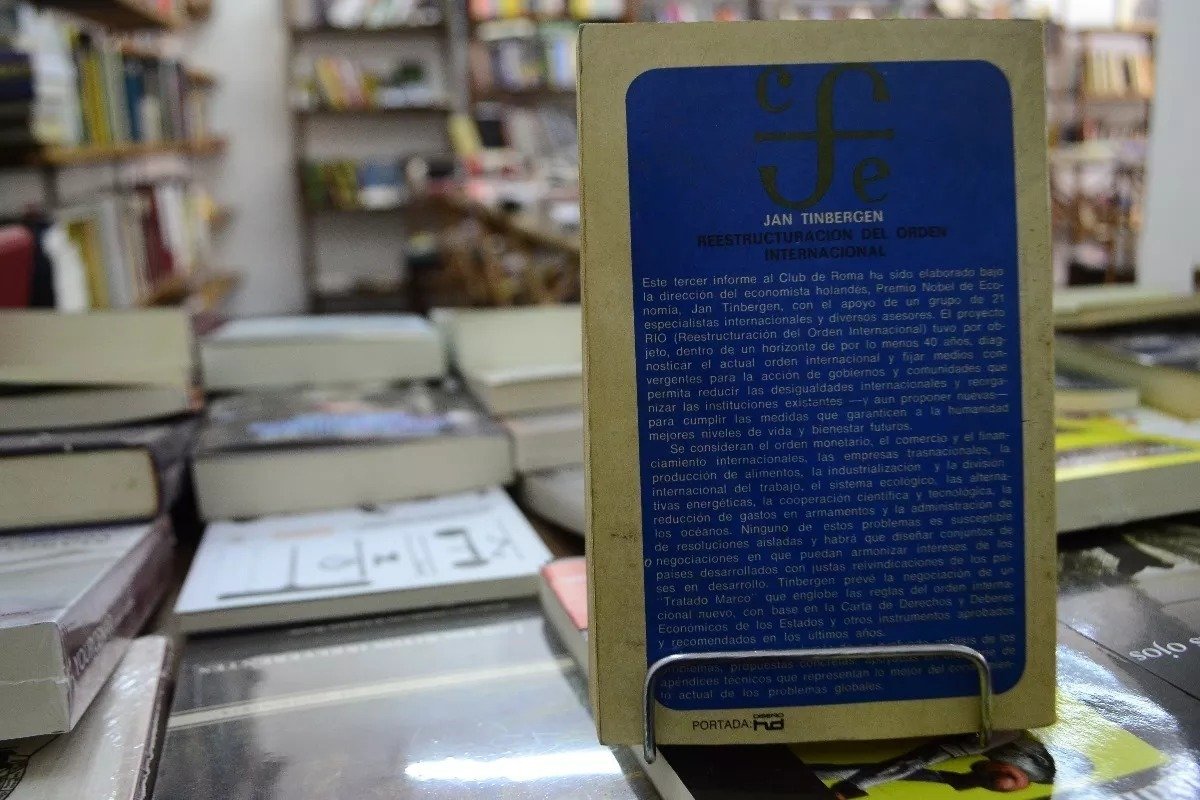 c f e
JAN TINBERGEN
REESTRUCTURACION DEL ORDEN
INTERNACIONAL
Este tercer informe al Club de Roma ha sido elaborado bajo
la dirección del economista holandés, Premio Nobel de Eco-
nomía, Jan Tinbergen, con el apoyo de un grupo de 21
especialistas internacionales y diversos asesores. El proyecto
RIO (Reestructuración del Orden Internacional) tuvo por ob-
jeto, dentro de un horizonte de por lo menos 40 años, diag-
nosticar el actual orden internacional y fijar medios con-
vergentes para la acción de gobiernos y comunidades que
permita reducir las desigualdades internacionales y reorga-
nizar las instituciones existentes —y aun proponer nuevas—
para cumplir las medidas que garanticen a la humanidad
mejores niveles de vida y bienestar futuros.
Se consideran el orden monetario, el comercio y el finan-
ciamiento internacionales, las empresas trasnacionales, la
producción de alimentos, la industrialización y la división
internacional del trabajo, el sistema ecológico, las alterna-
tivas energéticas, la cooperación científica y tecnológica, la
reducción de gastos en armamentos y la administración de
los océanos. Ninguno de estos problemas es susceptible
de resoluciones aisladas y habrá que diseñar conjuntos de
negociaciones en que puedan armonizar intereses de los
países desarrollados con justas reivindicaciones de los paí-
ses en desarrollo. Tinbergen prevé la negociación de un
"Tratado Marco" que englobe las reglas del orden interna-
cional nuevo, con base en la Carta de Derechos y Deberes
Económicos de los Estados y otros instrumentos aprobados
y recomendados en los últimos años.
análisis de los
problemas, propuestas concretas, de
apéndices técnicos que representan lo mejor del conocimien-
to actual de los problemas globales.
PORTADA:
ojos